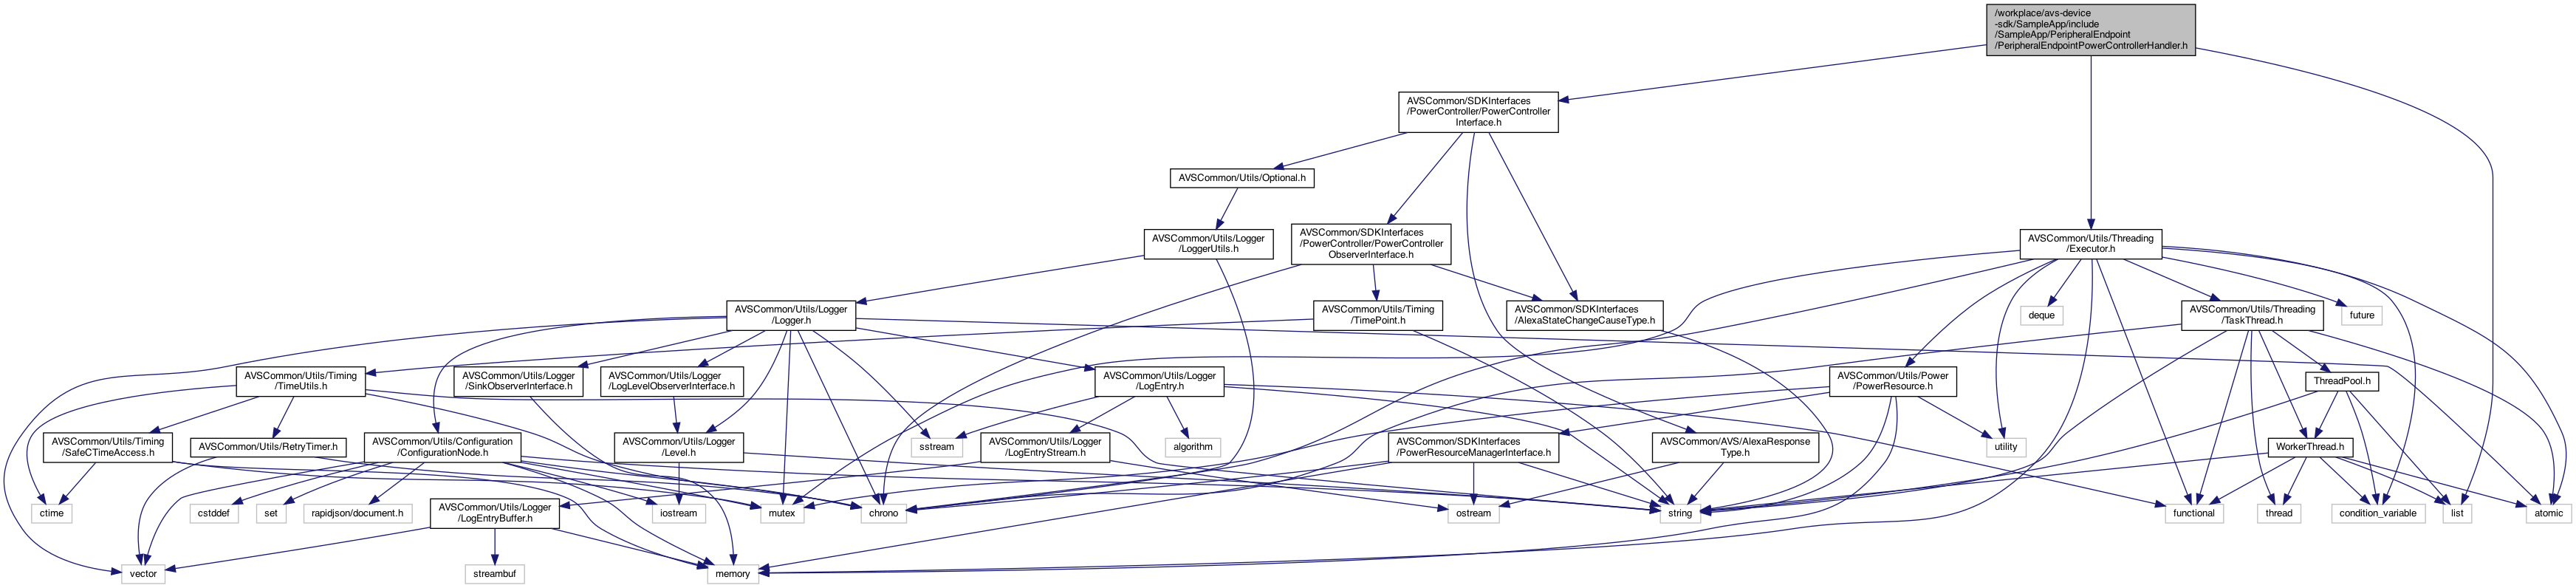 /workplace/avs-device
-sdk/SampleApp/include
/SampleApp/PeripheralEndpoint
/PeripheralEndpointPowerControllerHandler.h
AVSCommon/SDKInterfaces
/PowerController/PowerController
Interface.h
AVSCommon/Utils/Optional.h
AVSCommon/Utils/Logger
/LoggerUtils.h
AVSCommon/SDKInterfaces
/PowerController/PowerController
ObserverInterface.h
AVSCommon/Utils/Threading
/Executor.h
AVSCommon/Utils/Logger
/Logger.h
AVSCommon/Utils/Timing
/TimePoint.h
AVSCommon/SDKInterfaces
/AlexaStateChangeCauseType.h
deque
AVSCommon/Utils/Threading
/TaskThread.h
future
AVSCommon/Utils/Timing
/TimeUtils.h
AVSCommon/Utils/Logger
/SinkObserverInterface.h
AVSCommon/Utils/Logger
/LogLevelObserverInterface.h
AVSCommon/Utils/Logger
/LogEntry.h
AVSCommon/Utils/Power
/PowerResource.h
ThreadPool.h
AVSCommon/Utils/Timing
/SafeCTimeAccess.h
AVSCommon/Utils/RetryTimer.h
AVSCommon/Utils/Configuration
/ConfigurationNode.h
AVSCommon/Utils/Logger
/Level.h
sstream
AVSCommon/Utils/Logger
/LogEntryStream.h
algorithm
AVSCommon/SDKInterfaces
/PowerResourceManagerInterface.h
AVSCommon/AVS/AlexaResponse
Type.h
utility
WorkerThread.h
ctime
cstddef
set
rapidjson/document.h
AVSCommon/Utils/Logger
/LogEntryBuffer.h
iostream
mutex
chrono
ostream
string
functional
thread
condition_variable
list
atomic
vector
streambuf
memory